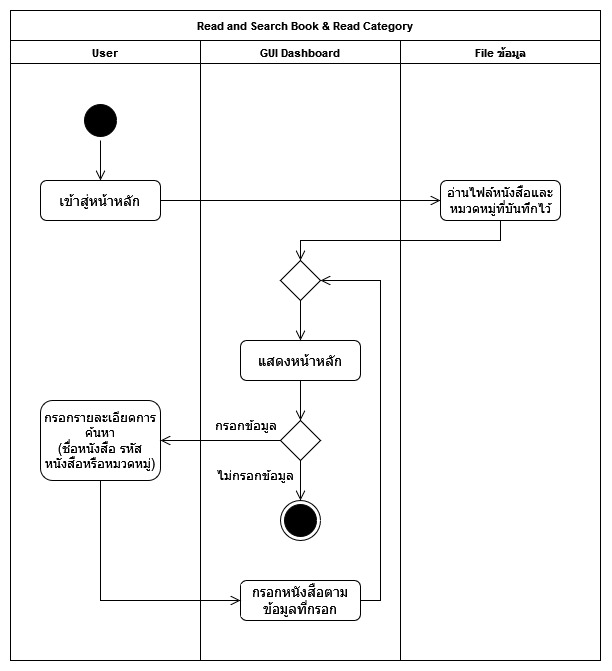 Read and Search Book & Read Category
User
GUI Dashboard
File ข้อมูล
เข้าสู่หน้าหลัก
อ่านไฟล์หนังสือและ
หมวดหมู่ที่บันทึกไว้
แสดงหน้าหลัก
กรอกข้อมูล
กรอกรายละเอียดการ
ค้นหา
(ชื่อหนังสือ รหัส
หนังสือหรือหมวดหมู่)
ไม่กรอกข้อมูล
กรอกหนังสือตาม
ข้อมูลที่กรอก